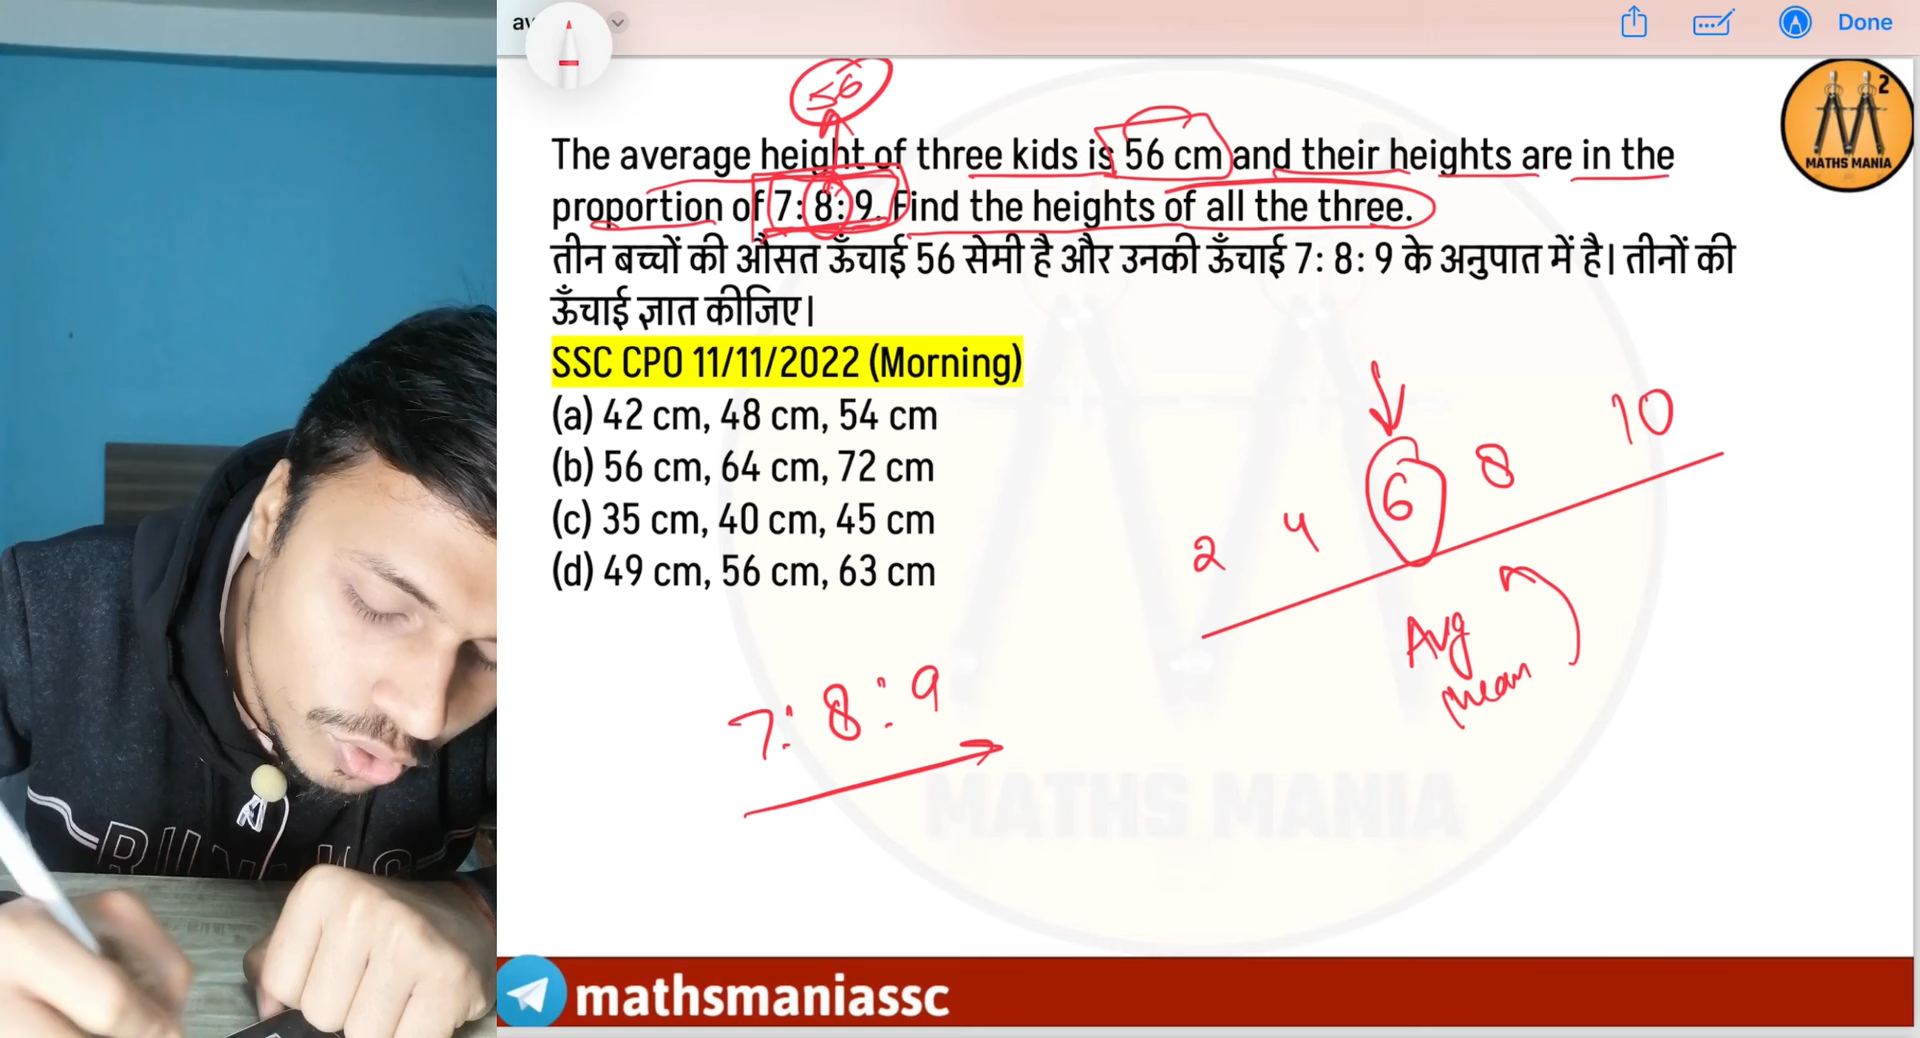 Done
56
2
MATHS MANIA
The average height of three kids is 56 cm and their heights are in the
proportion of 7: 8: 9. Find the heights of all the three.
तीन बच्चों की औसत ऊँचाई 56 सेमी है और उनकी ऊँचाई 7: 8: 9 के अनुपात में है। तीनों की
ऊँचाई ज्ञात कीजिए।
SSC CPO 11/11/2022 (Morning)
(a) 42 cm, 48 cm, 54 cm
(b) 56 cm, 64 cm, 72 cm
(c) 35 cm, 40 cm, 45 cm
(d) 49 cm, 56 cm, 63 cm
2 4 6 8 10
Avg
mean
7: 8: 9
MATHS MANIA
mathsmaniassc